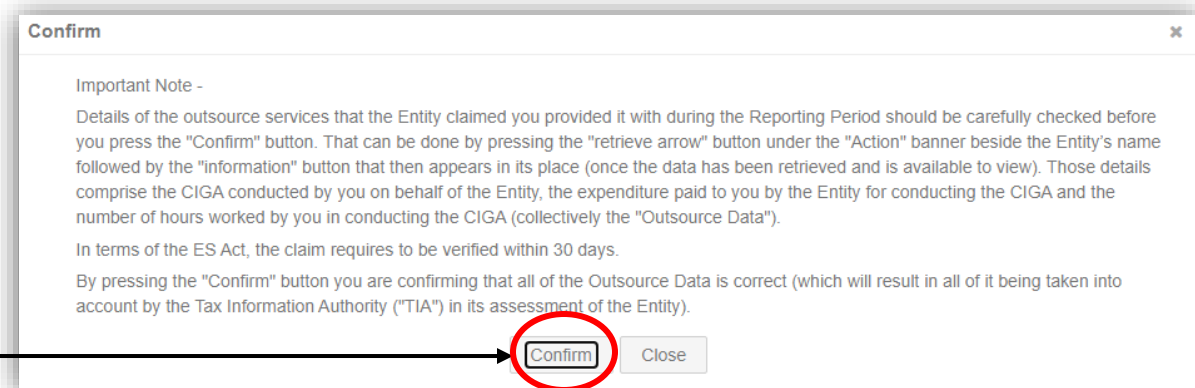 Confirm
Important Note -
Details of the outsource services that the Entity claimed you provided it with during the Reporting Period should be carefully checked before
you press the "Confirm" button. That can be done by pressing the "retrieve arrow" button under the "Action" banner beside the Entity's name
followed by the "information" button that then appears in its place (once the data has been retrieved and is available to view). Those details
comprise the CIGA conducted by you on behalf of the Entity, the expenditure paid to you by the Entity for conducting the CIGA and the
number of hours worked by you in conducting the CIGA (collectively the "Outsource Data").
In terms of the ES Act, the claim requires to be verified within 30 days.
By pressing the "Confirm" button you are confirming that all of the Outsource Data is correct (which will result in all of it being taken into
account by the Tax Information Authority ("TIA") in its assessment of the Entity).
Confirm Close